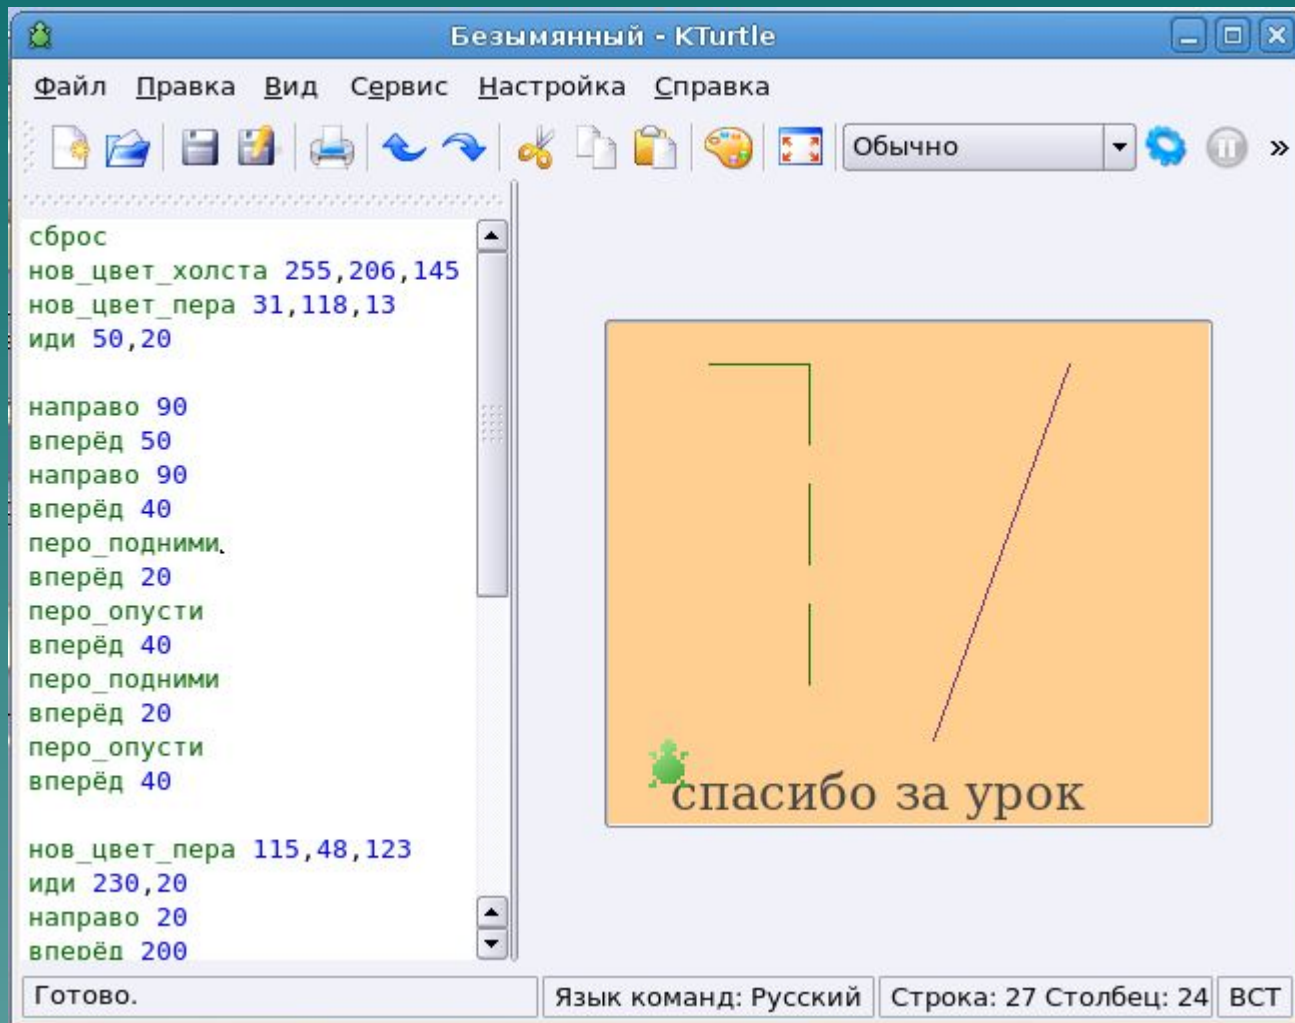 Безымянный - KTurtle
Файл Правка Вид Сервис Настройка Справка
Обычно »
сброс
нов_цвет_холста 255,206,145
нов_цвет_пера 31,118,13
иди 50,20
направо 90
вперёд 50
направо 90
вперёд 40
перо_подними
вперёд 20
перо_опусти
вперёд 40
перо_подними
вперёд 20
перо_опусти
вперёд 40
нов_цвет_пера 115,48,123
иди 230,20
направо 20
вперёд 200
спасибо за урок
Готово.
Язык команд: Русский
Строка: 27 Столбец: 24
ВСТ